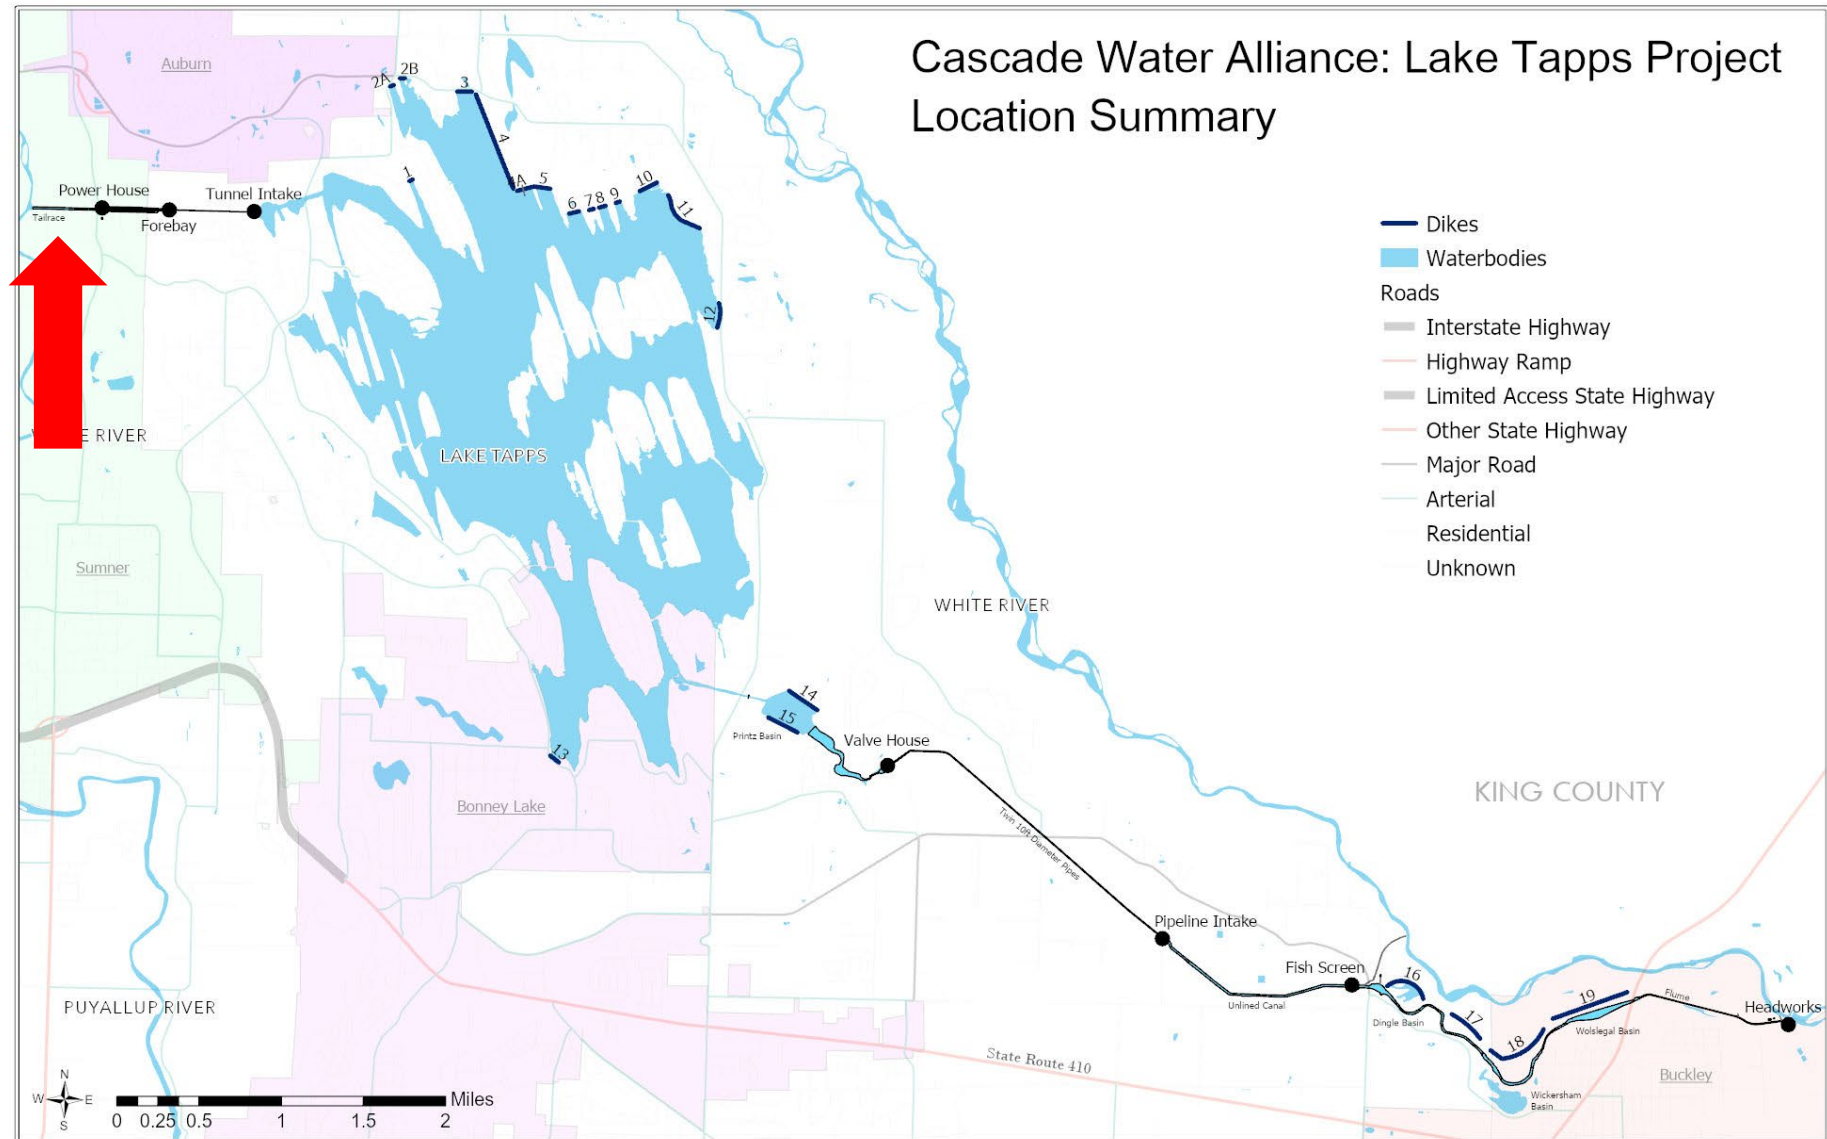 Cascade Water Alliance: Lake Tapps Project
Location Summary
Auburn
2A
2B
3
4
1
4A
5
6
7
8
9
10
11
12
Power House
Tunnel Intake
Tailrace
Forebay
Dikes
Waterbodies
Roads
Interstate Highway
Highway Ramp
Limited Access State Highway
Other State Highway
Major Road
Arterial
Residential
Unknown
E RIVER
LAKE TAPPS
Sumner
WHITE RIVER
14
15
Printz Basin
Valve House
13
KING COUNTY
Bonney Lake
Twin 10ft Diameter Pipes
Pipeline Intake
Fish Screen
16
Unlined Canal
Dingle Basin
17
18
19
Wolslegal Basin
Flume
Headworks
PUYALLUP RIVER
State Route 410
Buckley
Wickersham
Basin
N
W E
S
0 0.25 0.5 1 1.5 2
Miles